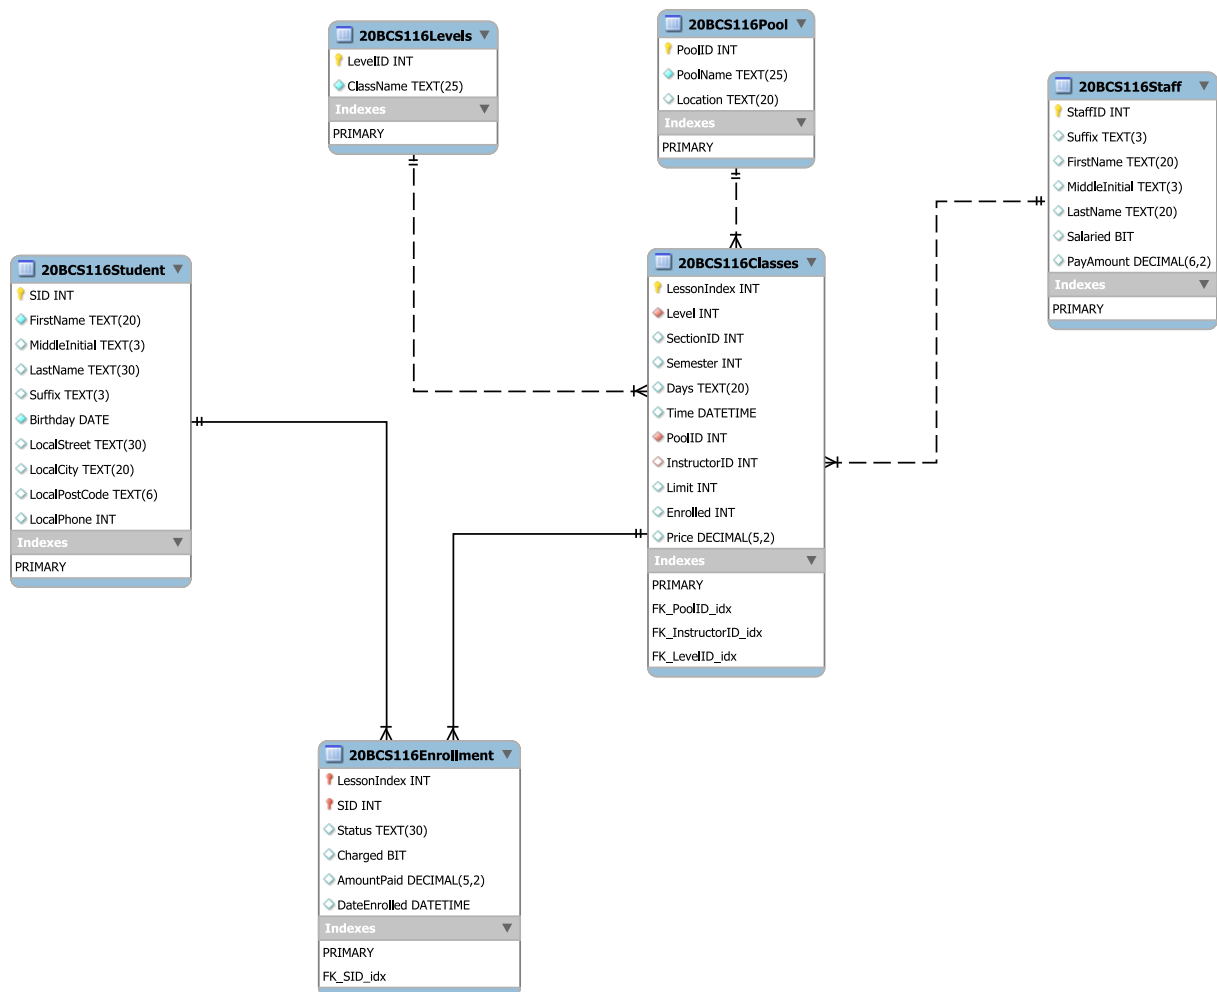 20BCS116Levels
LevelID INT
ClassName TEXT(25)
Indexes
PRIMARY
20BCS116Pool
PoolID INT
PoolName TEXT(25)
Location TEXT(20)
Indexes
PRIMARY
20BCS116Staff
StaffID INT
Suffix TEXT(3)
FirstName TEXT(20)
MiddleInitial TEXT(3)
LastName TEXT(20)
Salaried BIT
PayAmount DECIMAL(6,2)
Indexes
PRIMARY
20BCS116Student
SID INT
FirstName TEXT(20)
MiddleInitial TEXT(3)
LastName TEXT(30)
Suffix TEXT(3)
Birthday DATE
LocalStreet TEXT(30)
LocalCity TEXT(20)
LocalPostCode TEXT(6)
LocalPhone INT
Indexes
PRIMARY
20BCS116Classes
LessonIndex INT
Level INT
SectionID INT
Semester INT
Days TEXT(20)
Time DATETIME
PoolID INT
InstructorID INT
Limit INT
Enrolled INT
Price DECIMAL(5,2)
Indexes
PRIMARY
FK_PoolID_idx
FK_InstructorID_idx
FK_LevelID_idx
20BCS116Enrollment
LessonIndex INT
SID INT
Status TEXT(30)
Charged BIT
AmountPaid DECIMAL(5,2)
DateEnrolled DATETIME
Indexes
PRIMARY
FK_SID_idx